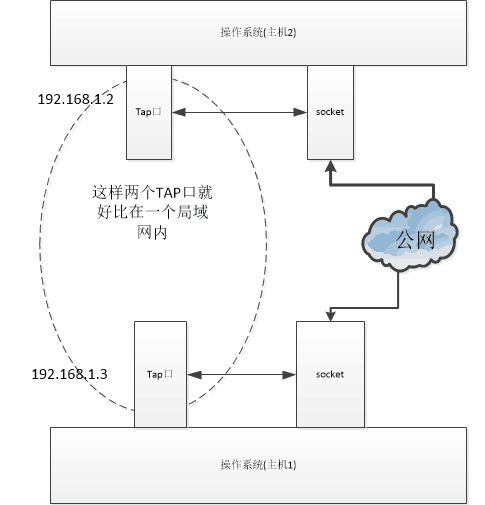 操作系统(主机2)
192.168.1.2
Tap口
socket
这样两个TAP口就
好比在一个局域
网内
公网
192.168.1.3
Tap口
socket
操作系统(主机1)